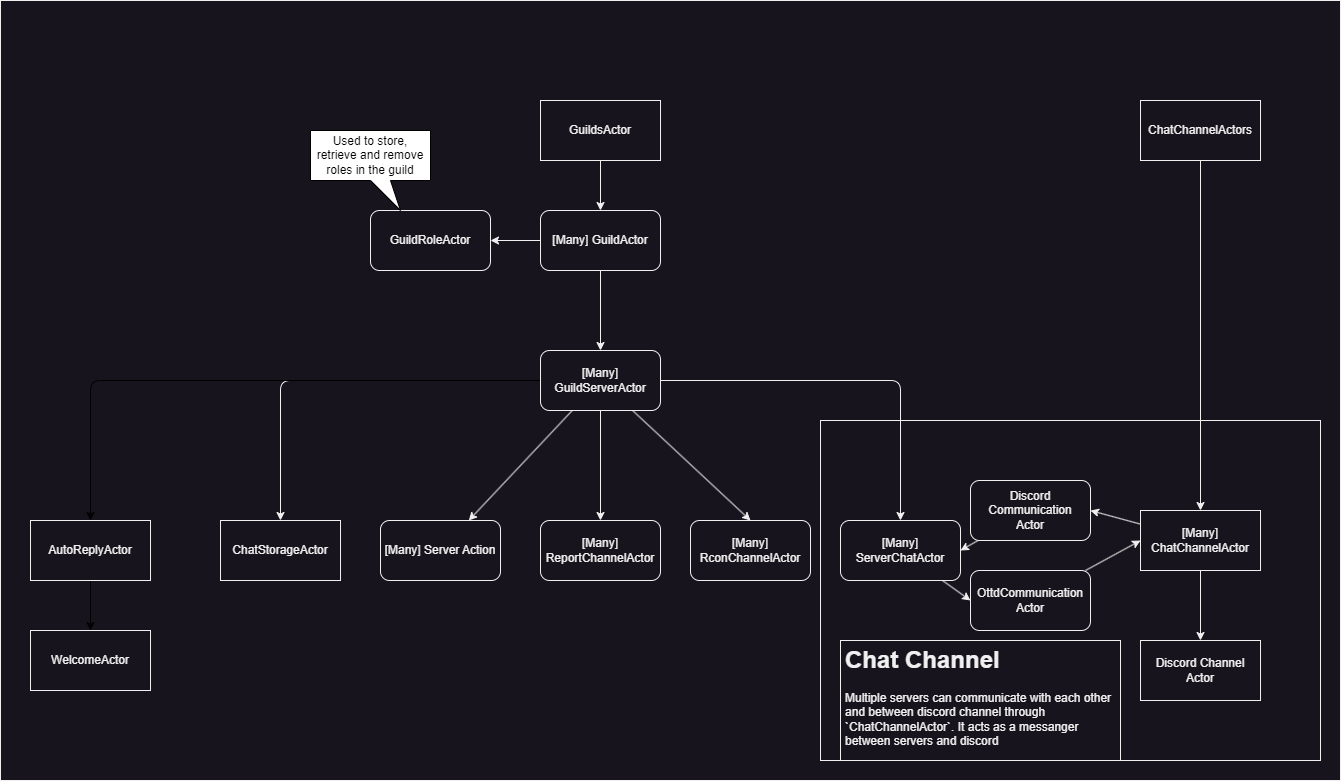 GuildsActor
ChatChannelActors
Used to store,
retrieve and remove
roles in the guild
GuildRoleActor
[Many] GuildActor
[Many]
GuildServerActor
AutoReplyActor
ChatStorageActor
[Many] Server Action
[Many]
ReportChannelActor
[Many]
RconChannelActor
[Many]
ServerChatActor
Discord
Communication
Actor
[Many]
ChatChannelActor
OttdCommunication
Actor
WelcomeActor
Discord Channel
Actor
Chat Channel
Multiple servers can communicate with each other
and between discord channel through
`ChatChannelActor`. It acts as a messanger
between servers and discord